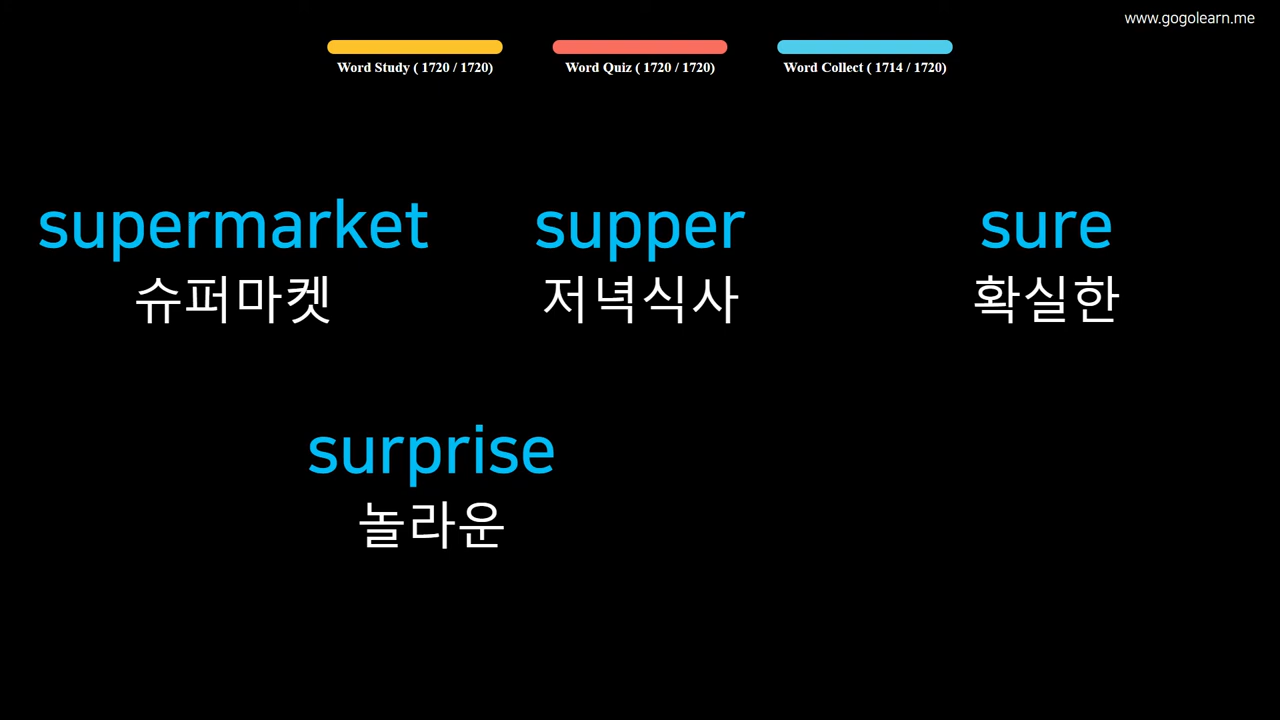 www.gogolearn.me
Word Study ( 1720 / 1720) Word Quiz ( 1720 / 1720) Word Collect ( 1714 / 1720)
supermarket supper sure
슈퍼마켓 저녁식사 확실한
surprise
놀라운